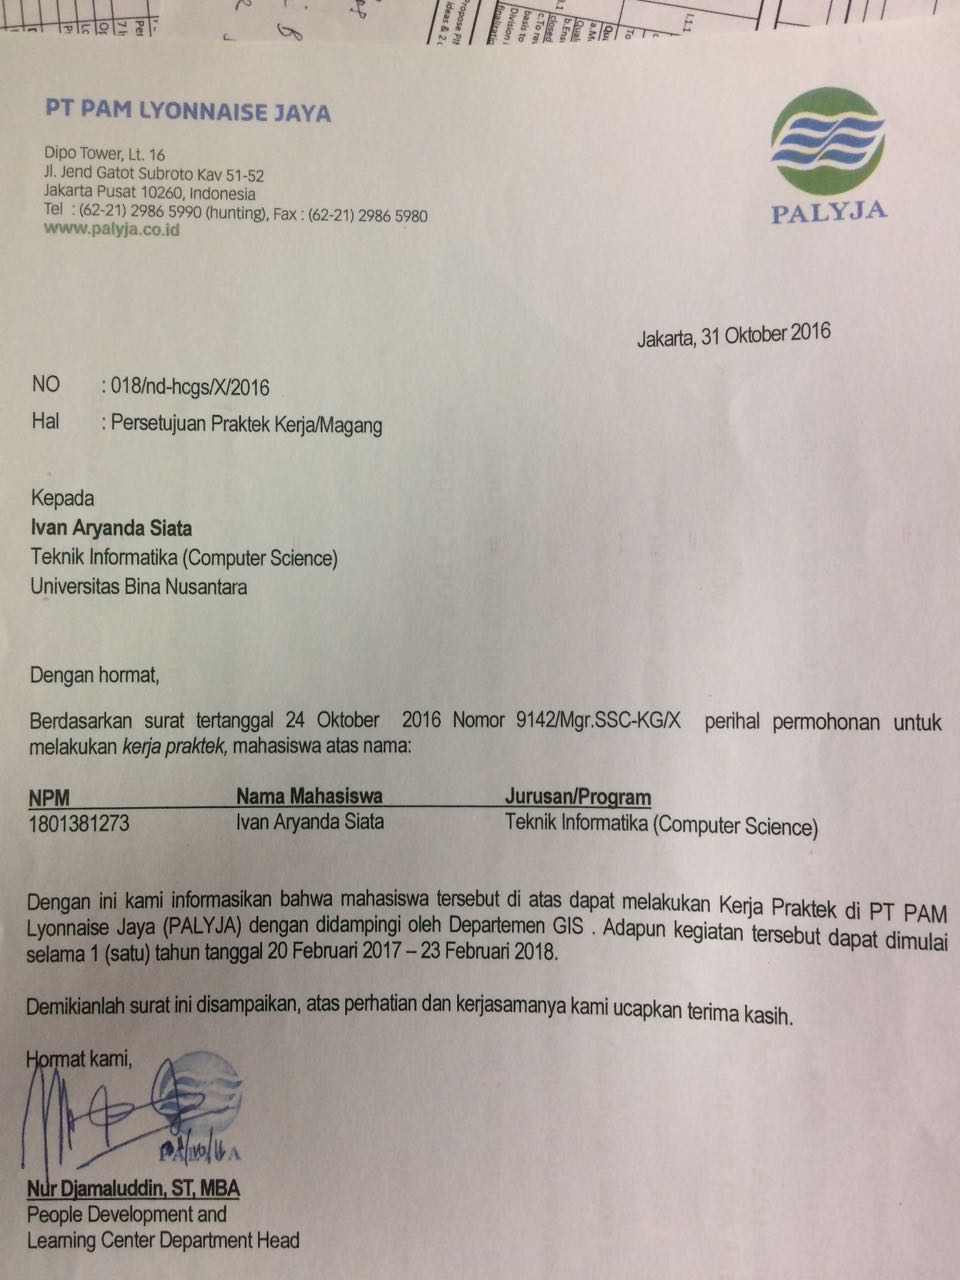 PT PAM LYONNAISE JAYA
Dipo Tower, Lt. 16
Jl. Jend Gatot Subroto Kav 51-52
Jakarta Pusat 10260, Indonesia
Tel : (62-21) 2986 5990 (hunting), Fax : (62-21) 2986 5980
www.palyja.co.id
PALYJA
Jakarta, 31 Oktober 2016
NO : 018/nd-hcgs/X/2016
Hal : Persetujuan Praktek Kerja/Magang
Kepada
Ivan Aryanda Siata
Teknik Informatika (Computer Science)
Universitas Bina Nusantara
Dengan hormat,
Berdasarkan surat tertanggal 24 Oktober 2016 Nomor 9142/Mgr.SSC-KG/X perihal permohonan untuk
melakukan kerja praktek, mahasiswa atas nama:
NPM Nama Mahasiswa Jurusan/Program
1801381273 Ivan Aryanda Siata Teknik Informatika (Computer Science)
Dengan ini kami informasikan bahwa mahasiswa tersebut di atas dapat melakukan Kerja Praktek di PT PAM
Lyonnaise Jaya (PALYJA) dengan didampingi oleh Departemen GIS . Adapun kegiatan tersebut dapat dimulai
selama 1 (satu) tahun tanggal 20 Februari 2017 – 23 Februari 2018.
Demikianlah surat ini disampaikan, atas perhatian dan kerjasamanya kami ucapkan terima kasih.
Hormat kami,
PALYJA
Nur Djamaluddin, ST, MBA
People Development and
Learning Center Department Head